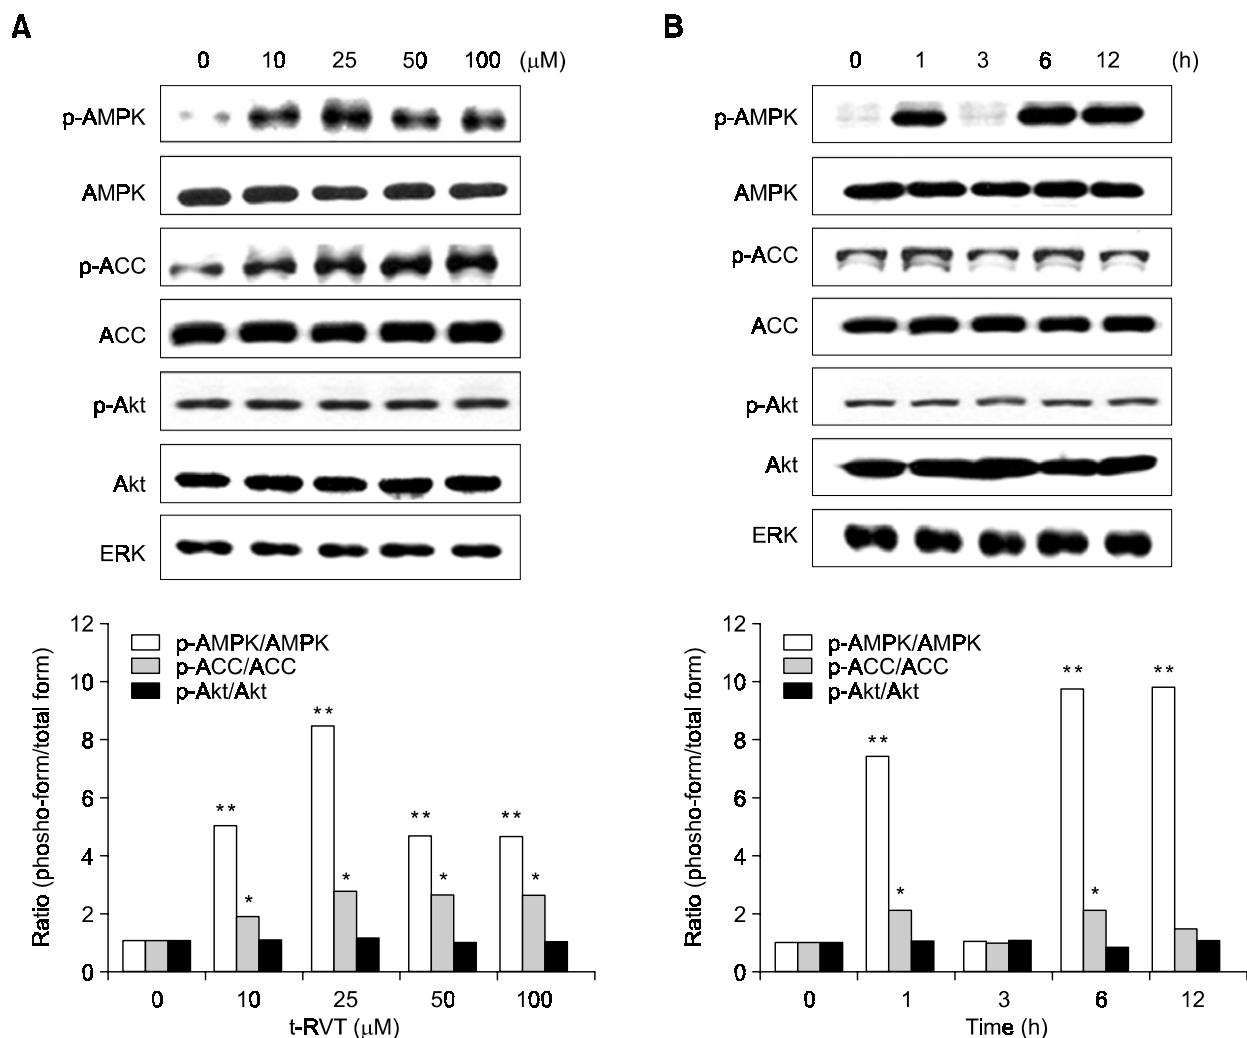 A
0 10 25 50 100 (μM)
p-AMPK
AMPK
p-ACC
ACC
p-Akt
Akt
ERK
12
10
8
6
4
2
0
Ratio (phosho-form/total form)
p-AMPK/AMPK
p-ACC/ACC
p-Akt/Akt
** * ** * ** * ** *
0 10 25 50 100
t-RVT (μM)
B
0 1 3 6 12 (h)
p-AMPK
AMPK
p-ACC
ACC
p-Akt
Akt
ERK
12
10
8
6
4
2
0
Ratio (phosho-form/total form)
p-AMPK/AMPK
p-ACC/ACC
p-Akt/Akt
** * ** * **
0 1 3 6 12
Time (h)